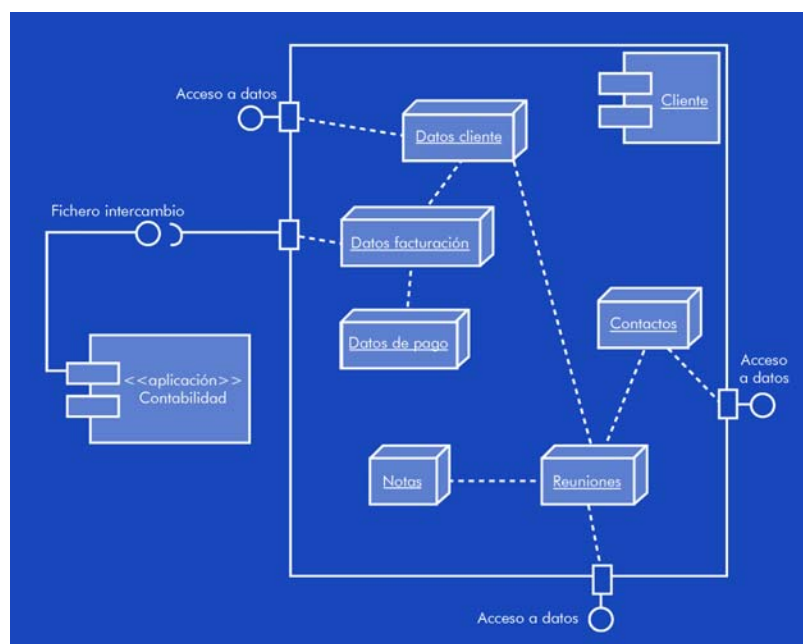 Acceso a datos
Cliente
Datos cliente
Fichero intercambio
Datos facturación
Contactos
Datos de pago
Acceso
a datos
<<aplicación>>
Contabilidad
Notas
Reuniones
Acceso a datos